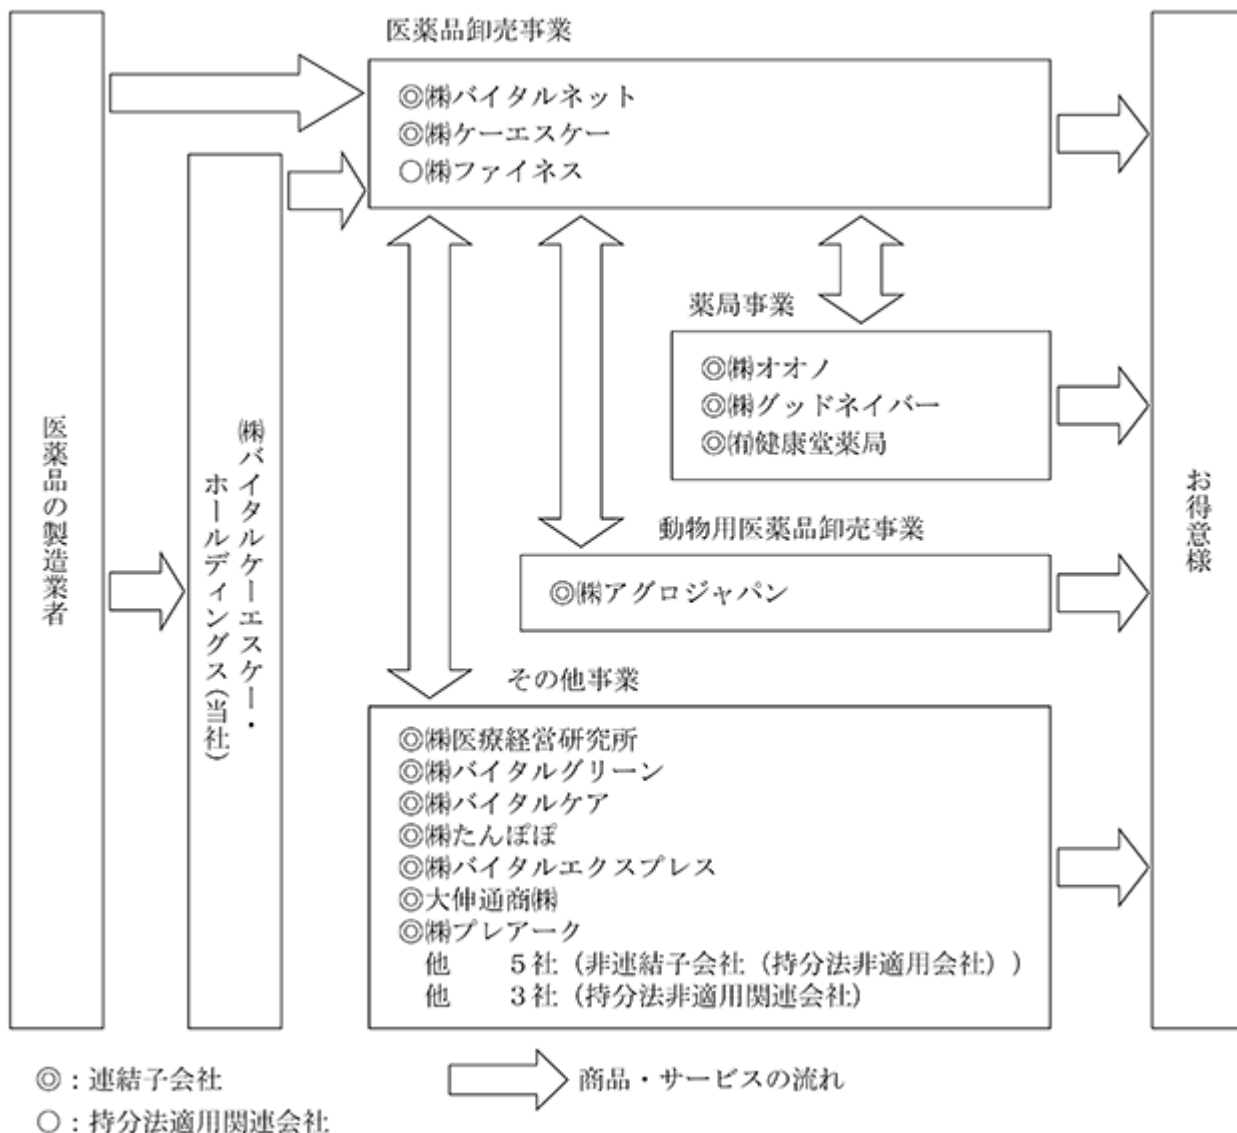 医薬品の製造業者
㈱バイタルケーエスケー・
ホールディングス(当社)
医薬品卸売事業
◎㈱バイタルネット
◎㈱ケーエスケー
○㈱ファイネス
薬局事業
◎㈱オオノ
◎㈱グッドネイバー
◎㈲健康堂薬局
動物用医薬品卸売事業
◎㈱アグロジャパン
その他事業
◎㈱医療経営研究所
◎㈱バイタルグリーン
◎㈱バイタルケア
◎㈱たんぽぽ
◎㈱バイタルエクスプレス
◎大伸通商㈱
◎㈱プレアーク
他　　5社（非連結子会社（持分法非適用会社））
他　　3社（持分法非適用関連会社）
お得意様
◎：連結子会社
○：持分法適用関連会社
商品・サービスの流れ